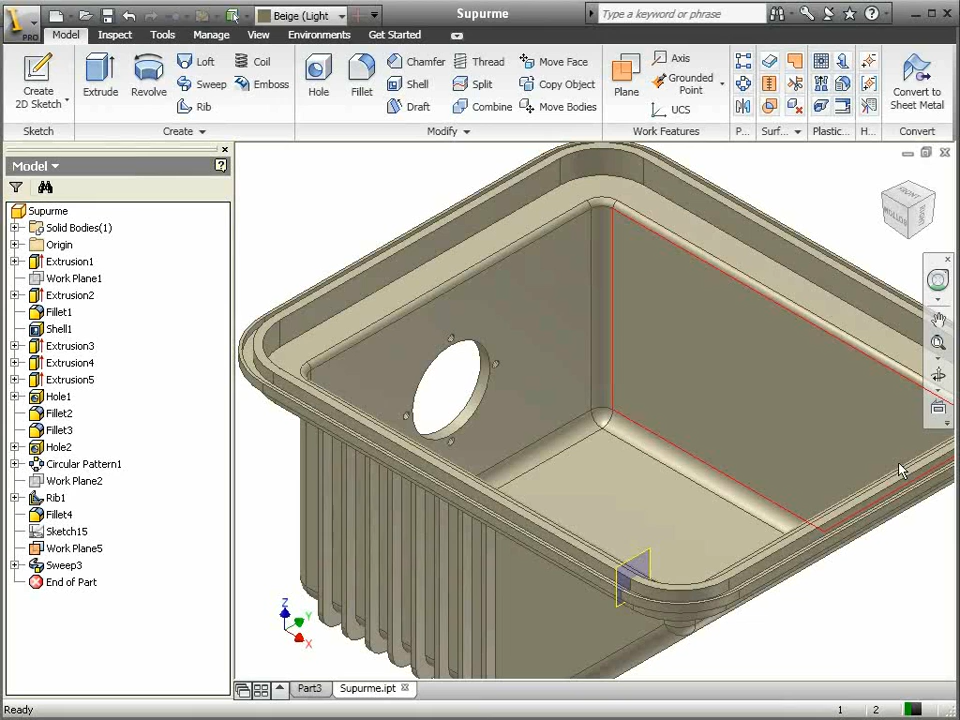 Beige (Light
Supurme
Type a keyword or phrase
PRO
Model Inspect Tools Manage View Environments Get Started
Create
2D Sketch
Extrude
Revolve
Loft
Coil
Sweep
Emboss
Rib
Hole
Fillet
Chamfer
Thread
Move Face
Shell
Split
Copy Object
Draft
Combine
Move Bodies
Plane
Axis
Grounded
Point
UCS
Convert to
Sheet Metal
Sketch
Create
Modify
Work Features
P...
Surf...
Plastic...
H...
Convert
Model
Supurme
Solid Bodies(1)
Origin
Extrusion1
Work Plane1
Extrusion2
Fillet1
Shell1
Extrusion3
Extrusion4
Extrusion5
Hole1
Fillet2
Fillet3
Hole2
Circular Pattern1
Work Plane2
Rib1
Fillet4
Sketch15
Work Plane5
Sweep3
End of Part
FRONT
BOTTOM
RIGHT
Z
Y
X
Part3
Supurme.ipt
Ready
1
2